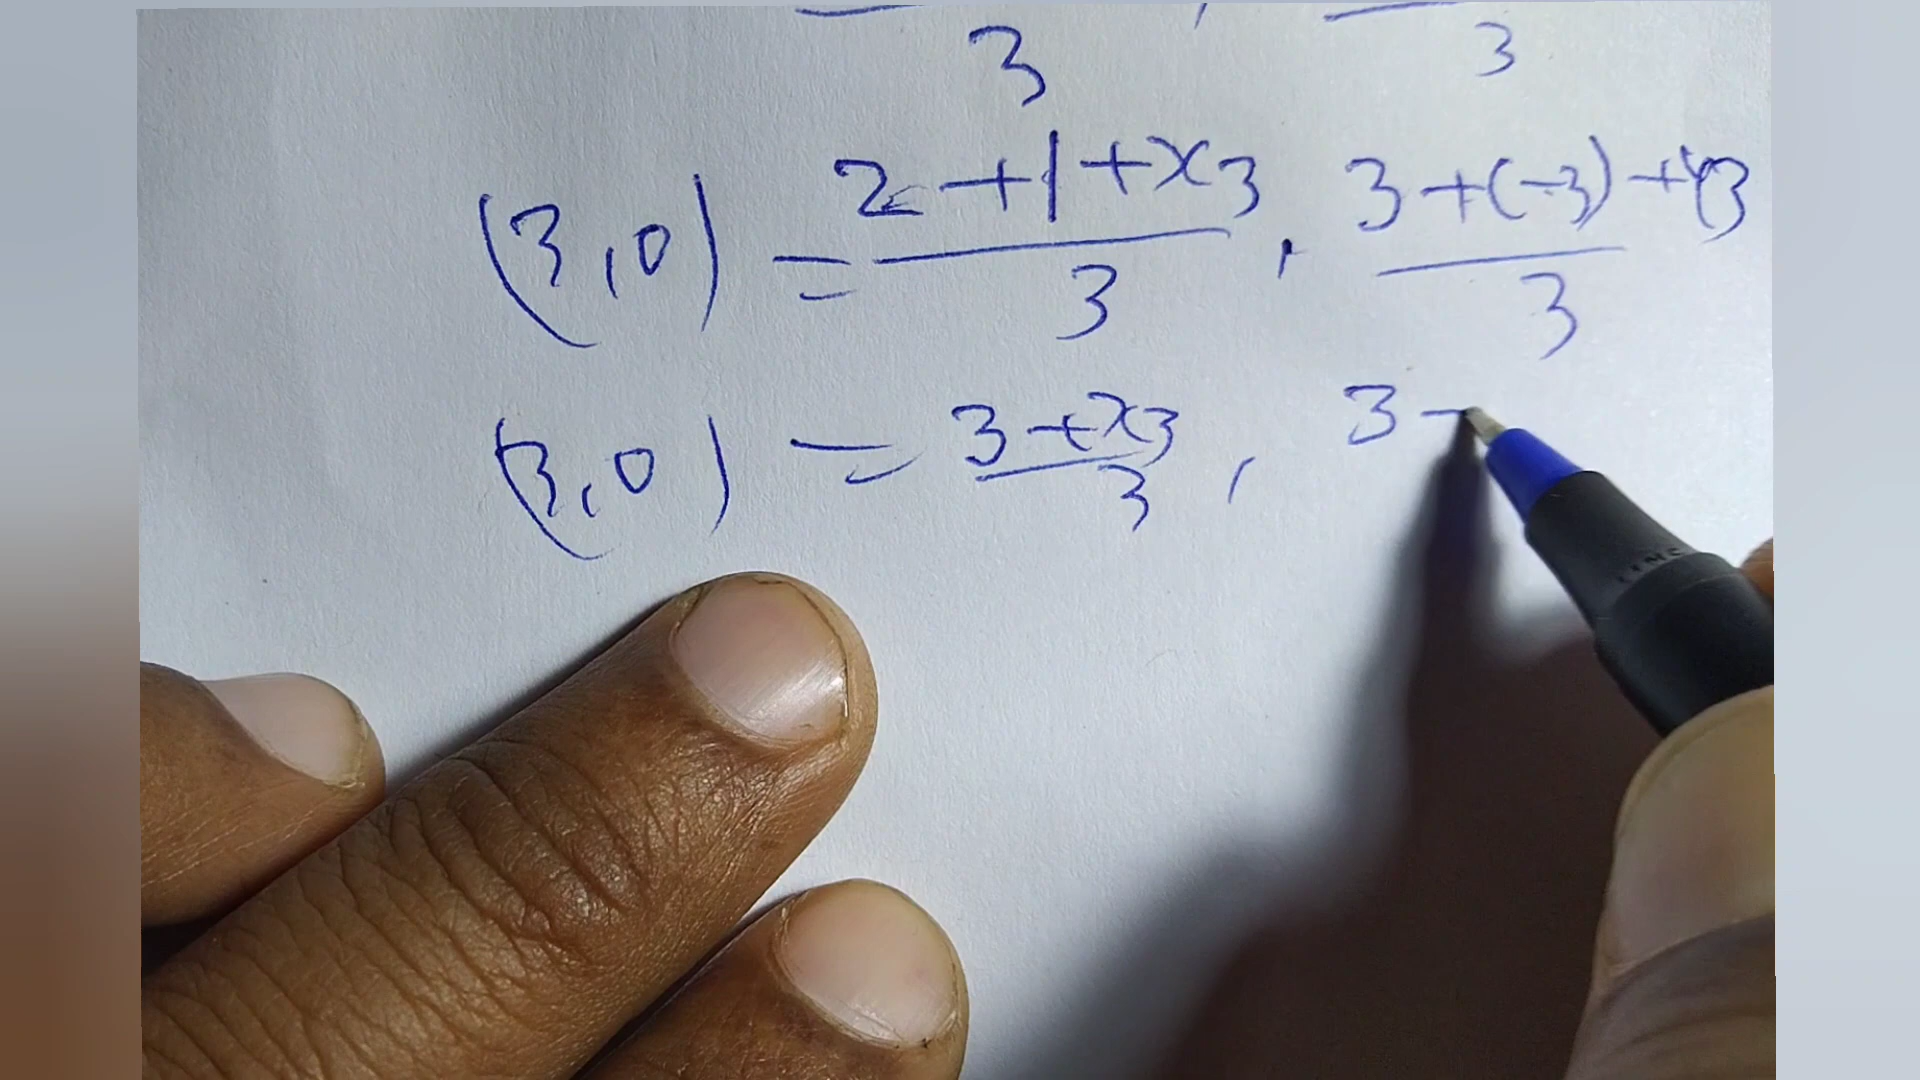 3 , 3
(3,0) = 2+1+x3 / 3 , 3+(-3)+y3 / 3
(3,0) = 3+x3 / 3 , 3-